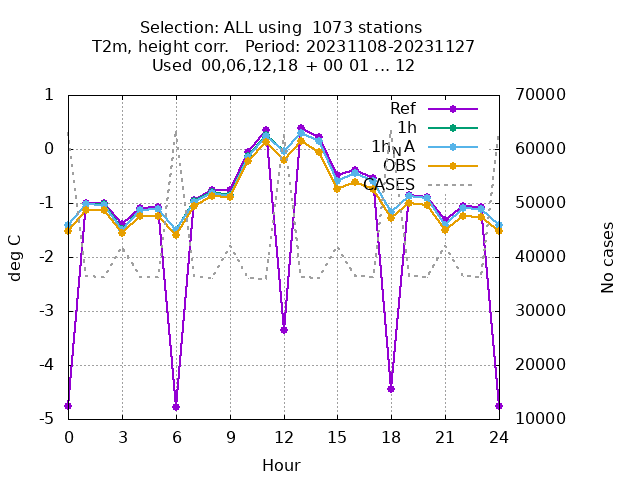 Selection: ALL using  1073 stations
T2m, height corr.   Period: 20231108-20231127
Used  00,06,12,18 + 00 01 ... 12
1
0
-1
-2
-3
-4
-5
deg C
70000
60000
50000
40000
30000
20000
10000
No cases
Ref
1h
1h_NA
OBS
CASES
0 3 6 9 12 15 18 21 24
Hour